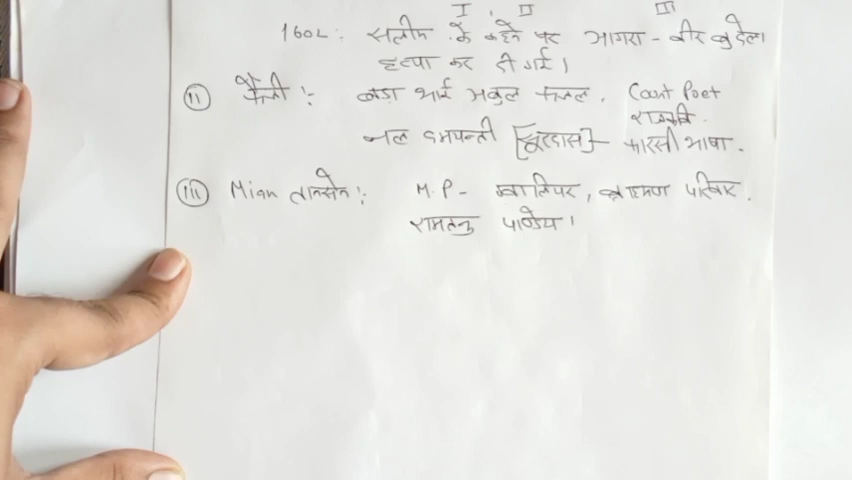 I , II III
1602: सलीम के कहने पर आगरा - वीर बुंदेला
हत्या कर दी गई।
(II) फैजी :- बड़ा भाई अबुल फजल. Court Poet
राजकवि.
नल दमयन्ती [सूरदास] - फारसी भाषा.
(III) Mian तानसेन :- M.P - ग्वालियर, ब्राह्मण परिवार.
रामतनु पाण्डेय।